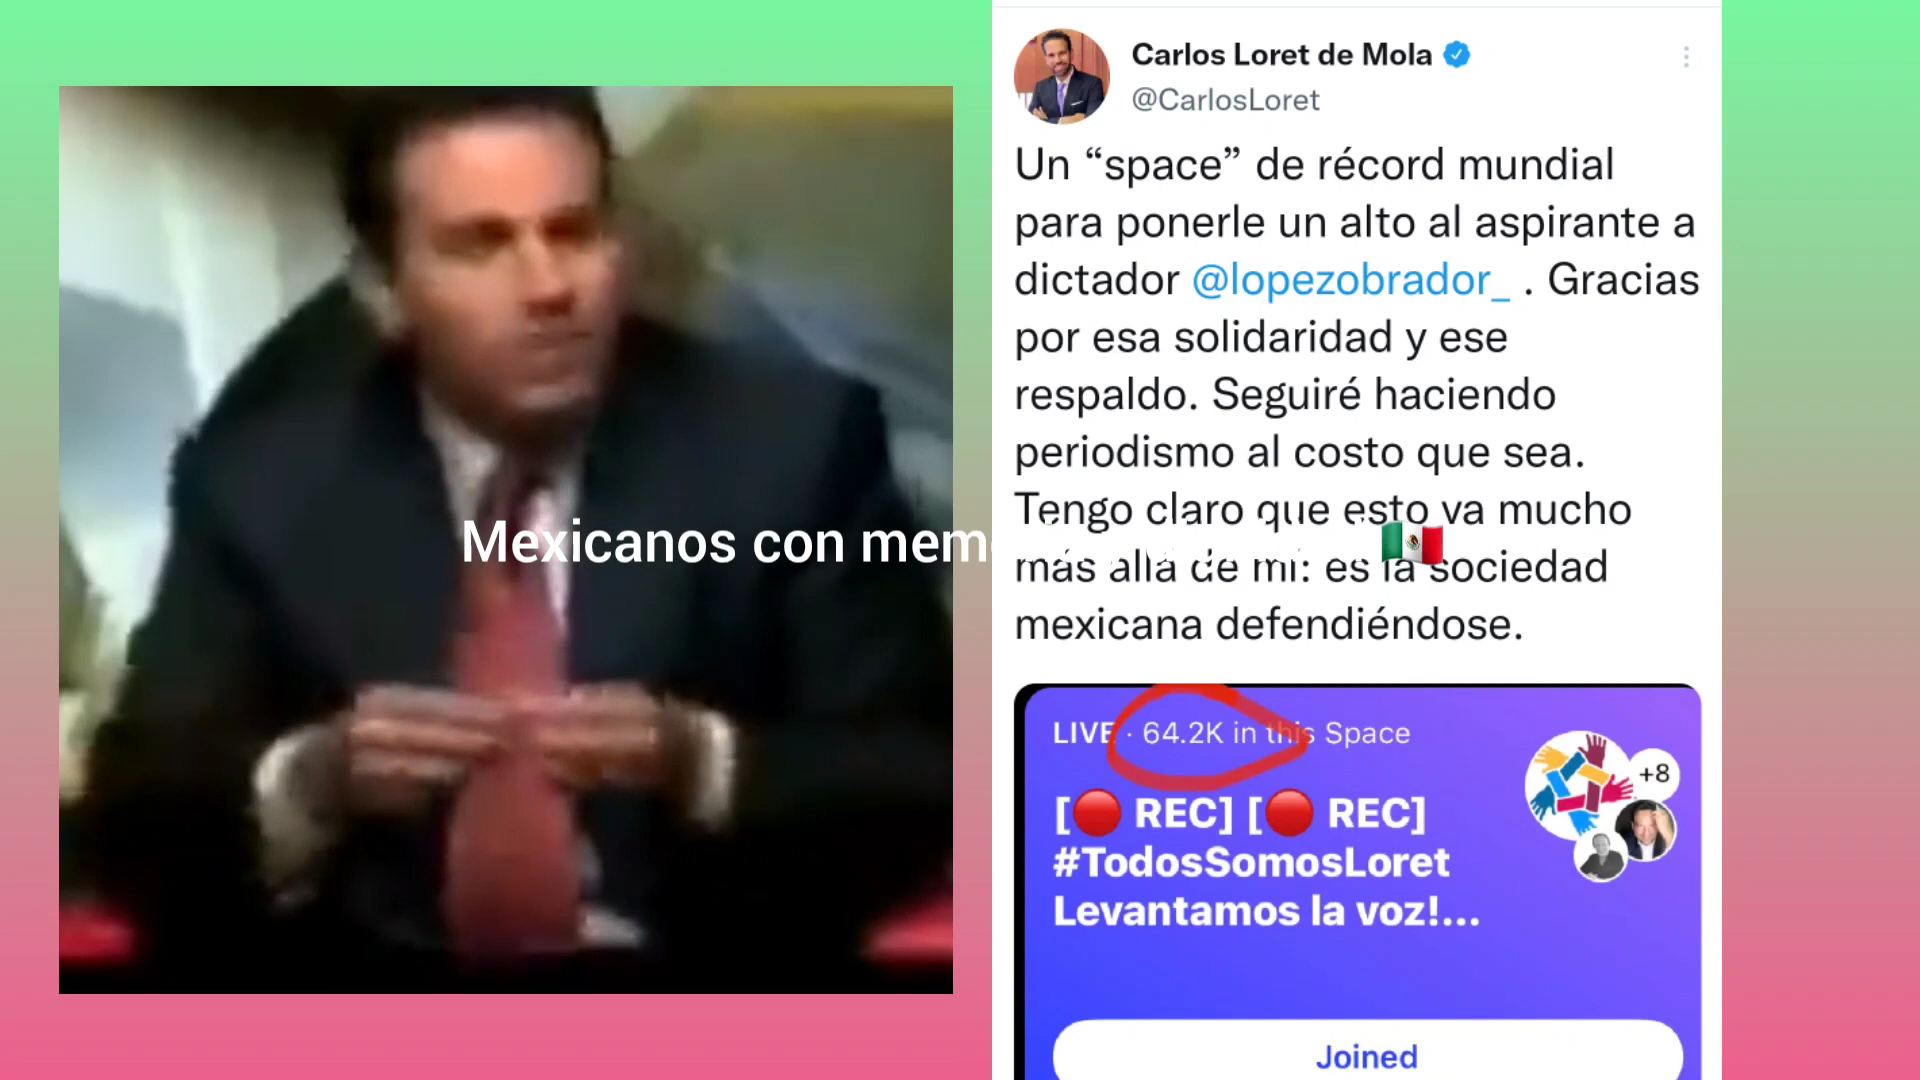 Carlos Loret de Mola
@CarlosLoret
Un “space” de récord mundial
para ponerle un alto al aspirante a
dictador @lopezobrador_ . Gracias
por esa solidaridad y ese
respaldo. Seguiré haciendo
periodismo al costo que sea.
Tengo claro que esto va mucho
más allá de mí: es la sociedad
mexicana defendiéndose.
Mexicanos con
LIVE · 64.2K in this Space
+8
[🔴 REC] [🔴 REC]
#TodosSomosLoret
Levantamos la voz!...
Joined